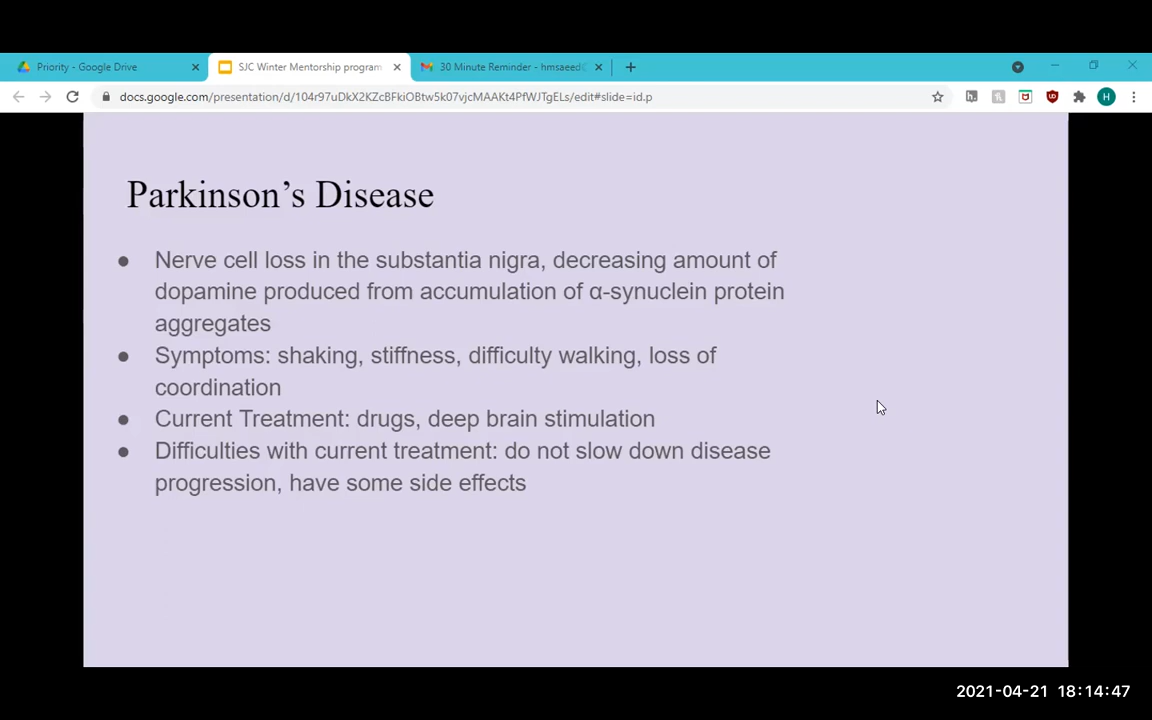 Priority - Google Drive
SJC Winter Mentorship program
30 Minute Reminder - hmsaeed
docs.google.com/presentation/d/104r97uDkX2KZcBFkiOBtw5k07vjcMAAKt4PfWJTgELs/edit#slide=id.p
Parkinson’s Disease
● Nerve cell loss in the substantia nigra, decreasing amount of
dopamine produced from accumulation of α-synuclein protein
aggregates
● Symptoms: shaking, stiffness, difficulty walking, loss of
coordination
● Current Treatment: drugs, deep brain stimulation
● Difficulties with current treatment: do not slow down disease
progression, have some side effects
2021-04-21 18:14:47